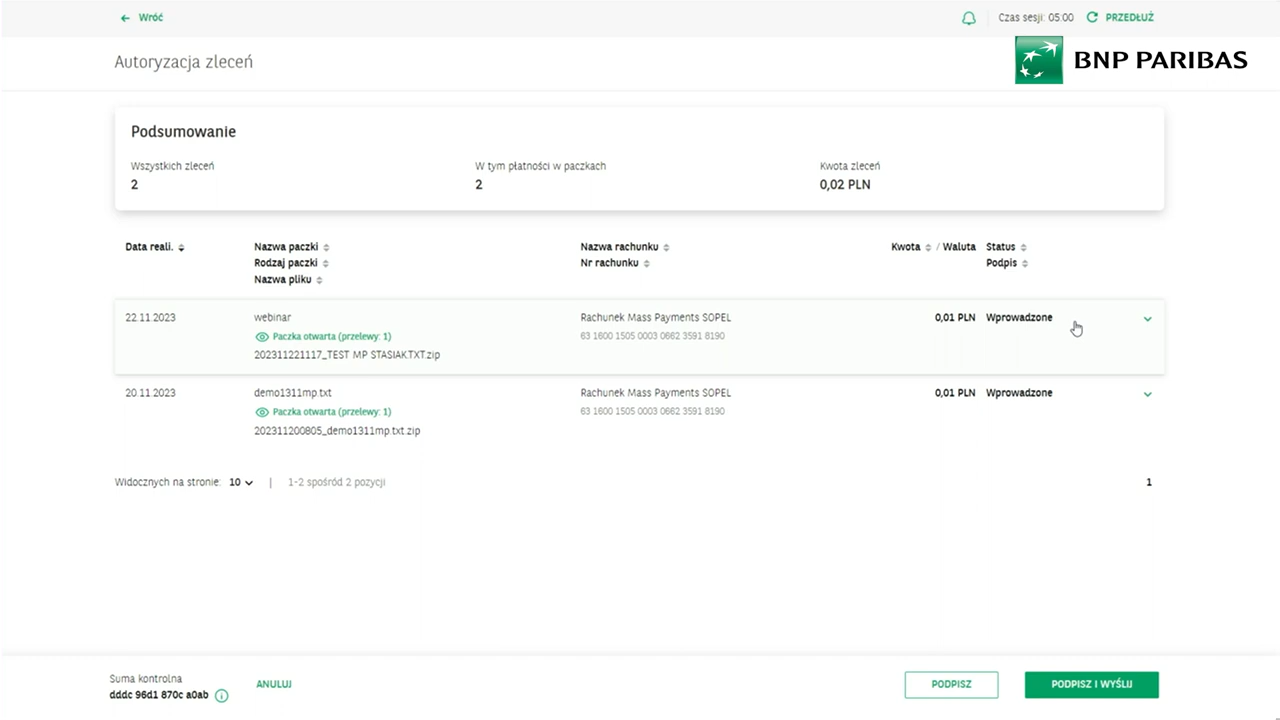 Wróć
Czas sesji: 05:00 PRZEDŁUŻ
Autoryzacja zleceń
BNP PARIBAS
Podsumowanie
Wszystkich zleceń W tym płatności w paczkach Kwota zleceń
2 2 0,02 PLN
Data reali. Nazwa paczki Nazwa rachunku Kwota / Waluta Status
Rodzaj paczki Nr rachunku Podpis
Nazwa pliku
22.11.2023 webinar Rachunek Mass Payments SOPEL 0,01 PLN Wprowadzone
Paczka otwarta (przelewy: 1) 63 1600 1505 0003 0662 3591 8190
202311221117_TEST MP STASIAK.TXT.zip
20.11.2023 demo1311mp.txt Rachunek Mass Payments SOPEL 0,01 PLN Wprowadzone
Paczka otwarta (przelewy: 1) 63 1600 1505 0003 0662 3591 8190
202311200805_demo1311mp.txt.zip
Widocznych na stronie: 10 | 1-2 spośród 2 pozycji 1
Suma kontrolna
dddc 96d1 870c a0ab
ANULUJ
PODPISZ
PODPISZ I WYŚLIJ